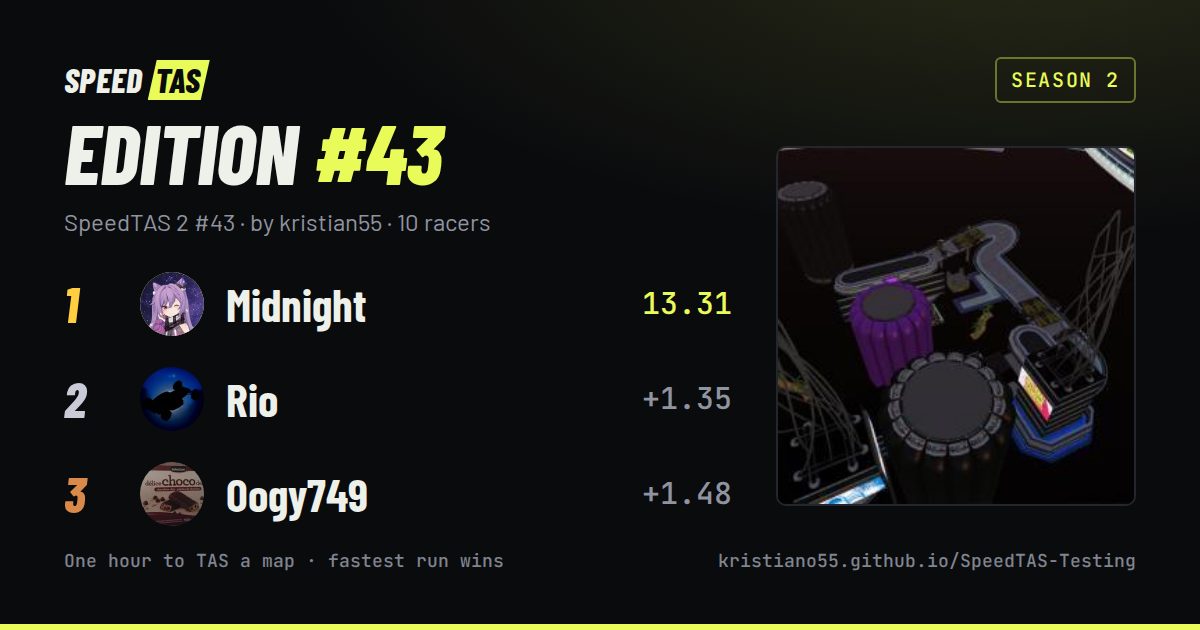 SPEED TAS
SEASON 2
EDITION #43
SpeedTAS 2 #43 · by kristian55 · 10 racers
1 Midnight 13.31
2 Rio +1.35
3 Oogy749 +1.48
choco
One hour to TAS a map · fastest run wins
kristiano55.github.io/SpeedTAS-Testing